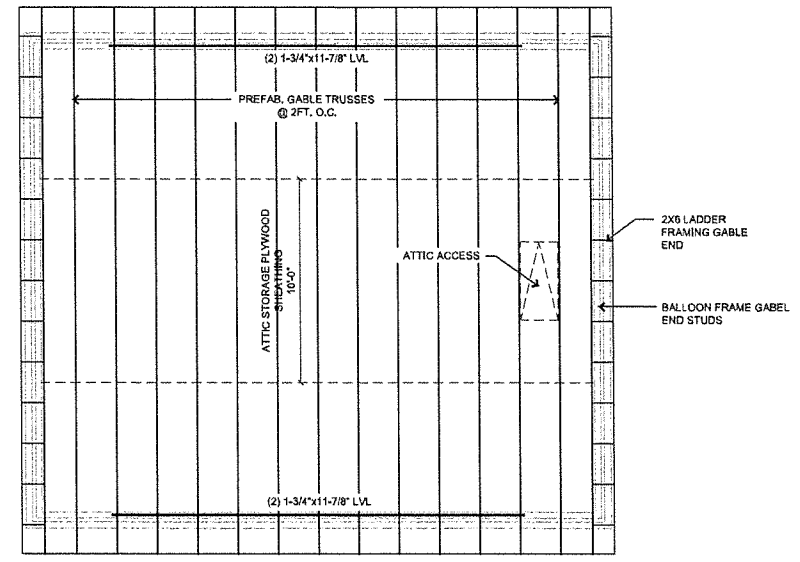 (2) 1-3/4"x11-7/8" LVL
PREFAB, GABLE TRUSSES
@ 2FT. O.C.
ATTIC STORAGE PLYWOOD
SHEATHING
10'-0"
ATTIC ACCESS
2X6 LADDER
FRAMING GABLE
END
BALLOON FRAME GABEL
END STUDS
(2) 1-3/4"x11-7/8" LVL